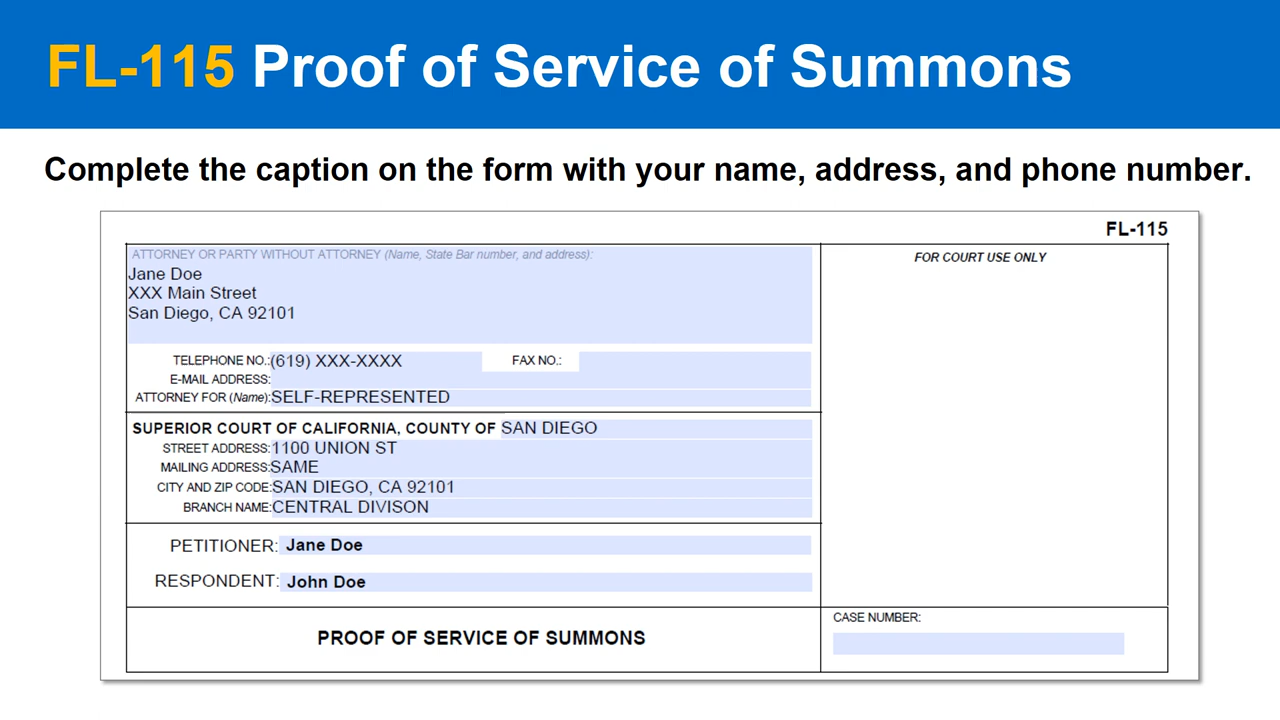 FL-115 Proof of Service of Summons
Complete the caption on the form with your name, address, and phone number.
FL-115
ATTORNEY OR PARTY WITHOUT ATTORNEY (Name, State Bar number, and address):
Jane Doe
XXX Main Street
San Diego, CA 92101
TELEPHONE NO.:(619) XXX-XXXX FAX NO.:
E-MAIL ADDRESS:
ATTORNEY FOR (Name):SELF-REPRESENTED
FOR COURT USE ONLY
SUPERIOR COURT OF CALIFORNIA, COUNTY OF SAN DIEGO
STREET ADDRESS:1100 UNION ST
MAILING ADDRESS:SAME
CITY AND ZIP CODE:SAN DIEGO, CA 92101
BRANCH NAME:CENTRAL DIVISON
PETITIONER: Jane Doe
RESPONDENT: John Doe
PROOF OF SERVICE OF SUMMONS
CASE NUMBER: